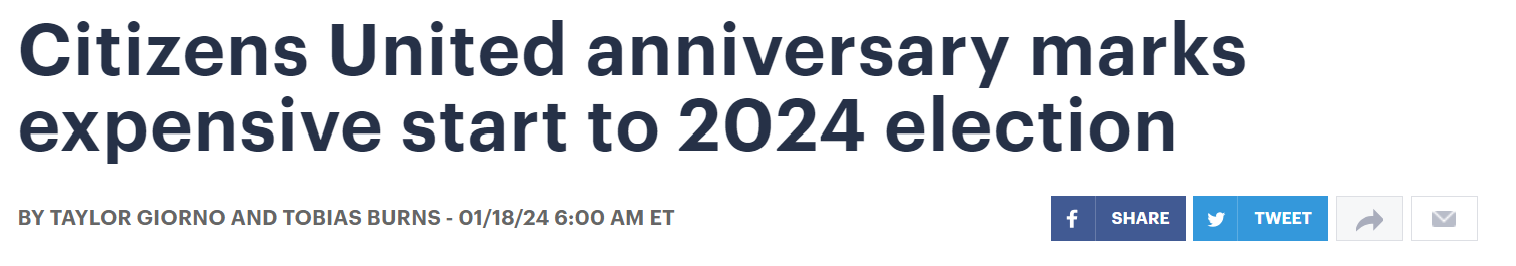 Citizens United anniversary marks
expensive start to 2024 election
BY TAYLOR GIORNO AND TOBIAS BURNS - 01/18/24 6:00 AM ET
SHARE
TWEET